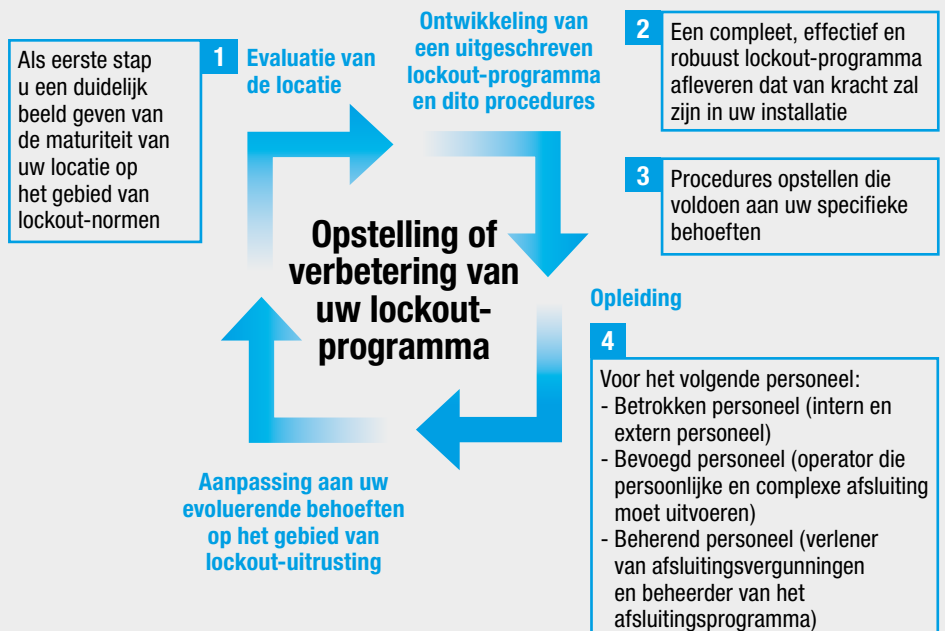 1
Evaluatie van
de locatie
Als eerste stap
u een duidelijk
beeld geven van
de maturiteit van
uw locatie op
het gebied van
lockout-normen
Ontwikkeling van
een uitgeschreven
lockout-programma
en dito procedures
2
Een compleet, effectief en
robuust lockout-programma
afleveren dat van kracht zal
zijn in uw installatie
3
Procedures opstellen die
voldoen aan uw specifieke
behoeften
Opstelling of
verbetering van
uw lockout-
programma
Opleiding
4
Voor het volgende personeel:
- Betrokken personeel (intern en
extern personeel)
- Bevoegd personeel (operator die
persoonlijke en complexe afsluiting
moet uitvoeren)
- Beherend personeel (verlener
van afsluitingsvergunningen
en beheerder van het
afsluitingsprogramma)
Aanpassing aan uw
evoluerende behoeften
op het gebied van
lockout-uitrusting